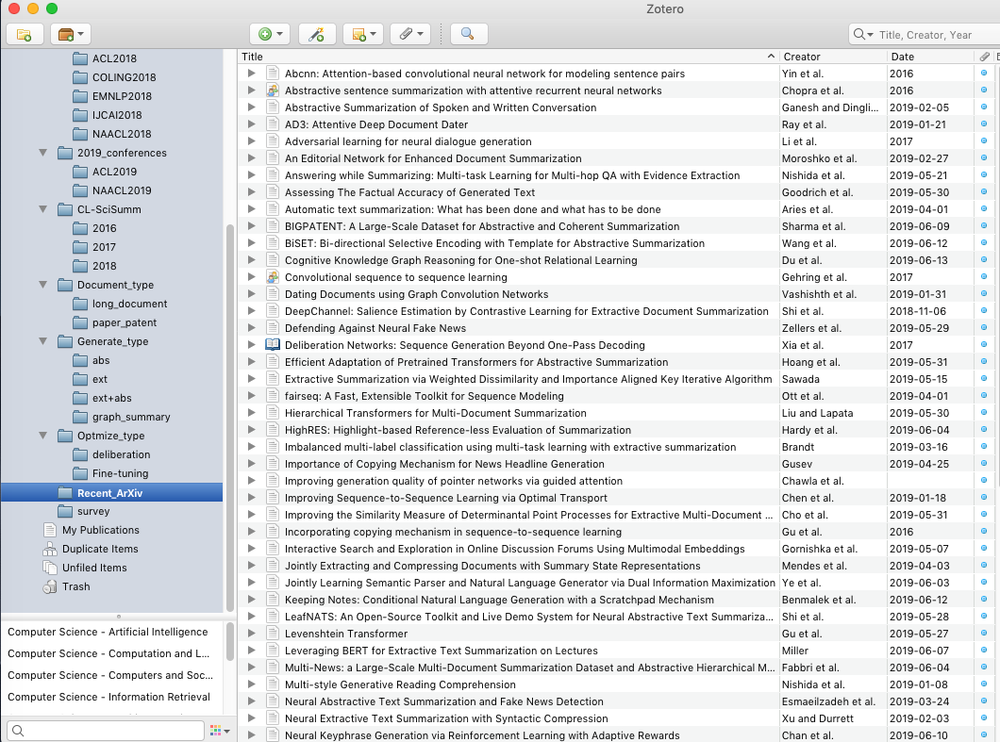 Zotero
Title, Creator, Year
ACL2018
COLING2018
EMNLP2018
IJCAI2018
NAACL2018
2019_conferences
ACL2019
NAACL2019
CL-SciSumm
2016
2017
2018
Document_type
long_document
paper_patent
Generate_type
abs
ext
ext+abs
graph_summary
Optmize_type
deliberation
Fine-tuning
Recent_ArXiv
survey
My Publications
Duplicate Items
Unfiled Items
Trash
Computer Science - Artificial Intelligence
Computer Science - Computation and L...
Computer Science - Computers and Soc...
Computer Science - Information Retrieval
Title Creator Date
Abcnn: Attention-based convolutional neural network for modeling sentence pairs Yin et al. 2016
Abstractive sentence summarization with attentive recurrent neural networks Chopra et al. 2016
Abstractive Summarization of Spoken and Written Conversation Ganesh and Dingli... 2019-02-05
AD3: Attentive Deep Document Dater Ray et al. 2019-01-21
Adversarial learning for neural dialogue generation Li et al. 2017
An Editorial Network for Enhanced Document Summarization Moroshko et al. 2019-02-27
Answering while Summarizing: Multi-task Learning for Multi-hop QA with Evidence Extraction Nishida et al. 2019-05-21
Assessing The Factual Accuracy of Generated Text Goodrich et al. 2019-05-30
Automatic text summarization: What has been done and what has to be done Aries et al. 2019-04-01
BIGPATENT: A Large-Scale Dataset for Abstractive and Coherent Summarization Sharma et al. 2019-06-09
BiSET: Bi-directional Selective Encoding with Template for Abstractive Summarization Wang et al. 2019-06-12
Cognitive Knowledge Graph Reasoning for One-shot Relational Learning Du et al. 2019-06-13
Convolutional sequence to sequence learning Gehring et al. 2017
Dating Documents using Graph Convolution Networks Vashishth et al. 2019-01-31
DeepChannel: Salience Estimation by Contrastive Learning for Extractive Document Summarization Shi et al. 2018-11-06
Defending Against Neural Fake News Zellers et al. 2019-05-29
Deliberation Networks: Sequence Generation Beyond One-Pass Decoding Xia et al. 2017
Efficient Adaptation of Pretrained Transformers for Abstractive Summarization Hoang et al. 2019-05-31
Extractive Summarization via Weighted Dissimilarity and Importance Aligned Key Iterative Algorithm Sawada 2019-05-15
fairseq: A Fast, Extensible Toolkit for Sequence Modeling Ott et al. 2019-04-01
Hierarchical Transformers for Multi-Document Summarization Liu and Lapata 2019-05-30
HighRES: Highlight-based Reference-less Evaluation of Summarization Hardy et al. 2019-06-04
Imbalanced multi-label classification using multi-task learning with extractive summarization Brandt 2019-03-16
Importance of Copying Mechanism for News Headline Generation Gusev 2019-04-25
Improving generation quality of pointer networks via guided attention Chawla et al.
Improving Sequence-to-Sequence Learning via Optimal Transport Chen et al. 2019-01-18
Improving the Similarity Measure of Determinantal Point Processes for Extractive Multi-Document ... Cho et al. 2019-05-31
Incorporating copying mechanism in sequence-to-sequence learning Gu et al. 2016
Interactive Search and Exploration in Online Discussion Forums Using Multimodal Embeddings Gornishka et al. 2019-05-07
Jointly Extracting and Compressing Documents with Summary State Representations Mendes et al. 2019-04-03
Jointly Learning Semantic Parser and Natural Language Generator via Dual Information Maximization Ye et al. 2019-06-03
Keeping Notes: Conditional Natural Language Generation with a Scratchpad Mechanism Benmalek et al. 2019-06-12
LeafNATS: An Open-Source Toolkit and Live Demo System for Neural Abstractive Text Summariza... Shi et al. 2019-05-28
Levenshtein Transformer Gu et al. 2019-05-27
Leveraging BERT for Extractive Text Summarization on Lectures Miller 2019-06-07
Multi-News: a Large-Scale Multi-Document Summarization Dataset and Abstractive Hierarchical M... Fabbri et al. 2019-06-04
Multi-style Generative Reading Comprehension Nishida et al. 2019-01-08
Neural Abstractive Text Summarization and Fake News Detection Esmaeilzadeh et al. 2019-03-24
Neural Extractive Text Summarization with Syntactic Compression Xu and Durrett 2019-02-03
Neural Keyphrase Generation via Reinforcement Learning with Adaptive Rewards Chan et al. 2019-06-10